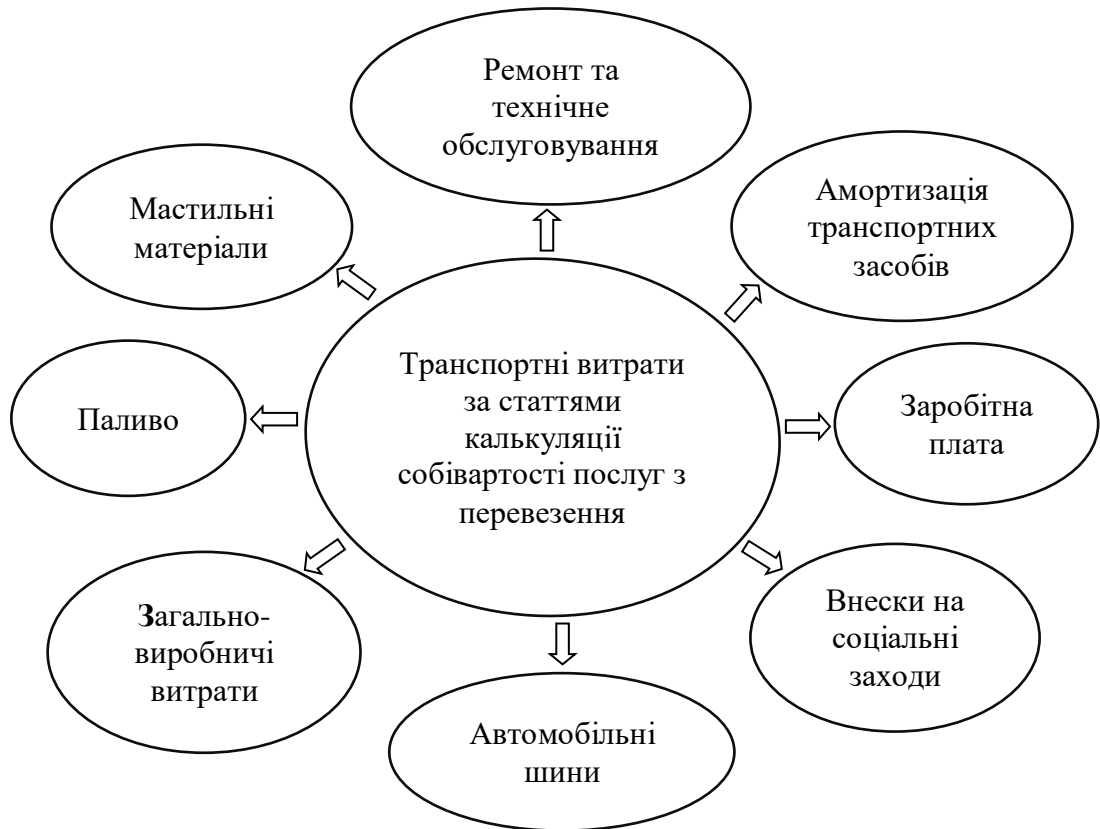 Ремонт та
технічне
обслуговування
Мастильні
матеріали
Амортизація
транспортних
засобів
Транспортні витрати
за статтями
калькуляції
собівартості послуг з
перевезення
Паливо
Заробітна
плата
Загально-
виробничі
витрати
Внески на
соціальні
заходи
Автомобільні
шини